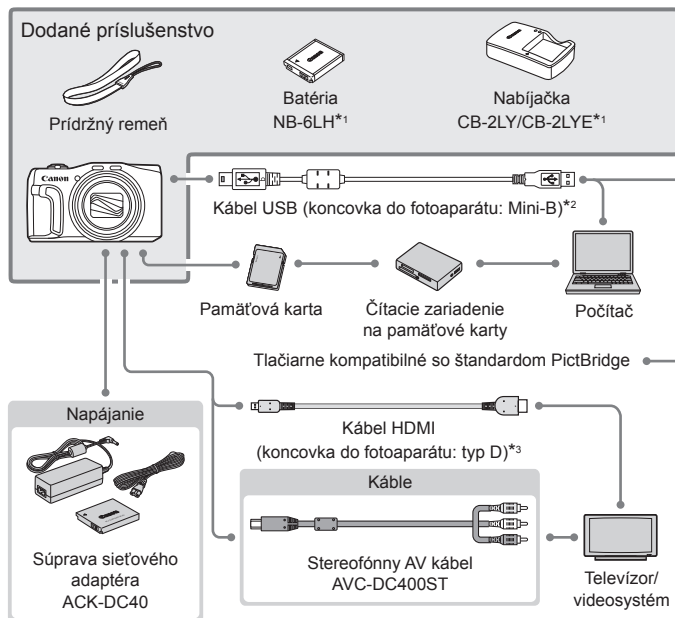 Dodané príslušenstvo
Prídržný remeň
Batéria
NB-6LH*1
Nabíjačka
CB-2LY/CB-2LYE*1
Canon
Kábel USB (koncovka do fotoaparátu: Mini-B)*2
Pamäťová karta
Čítacie zariadenie
na pamäťové karty
Počítač
Tlačiarne kompatibilné so štandardom PictBridge
Napájanie
Súprava sieťového
adaptéra
ACK-DC40
Kábel HDMI
(koncovka do fotoaparátu: typ D)*3
Káble
Stereofónny AV kábel
AVC-DC400ST
Televízor/
videosystém